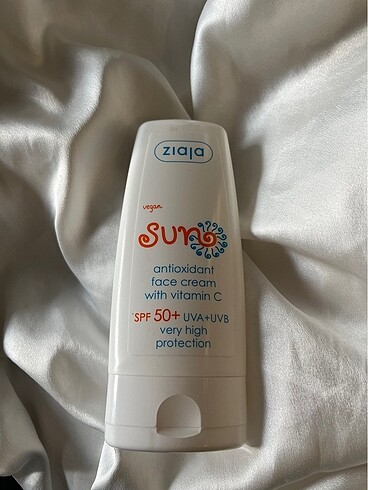 ziaja
vegan
sun
antioxidant
face cream
with vitamin C
SPF 50+ UVA+UVB
very high
protection